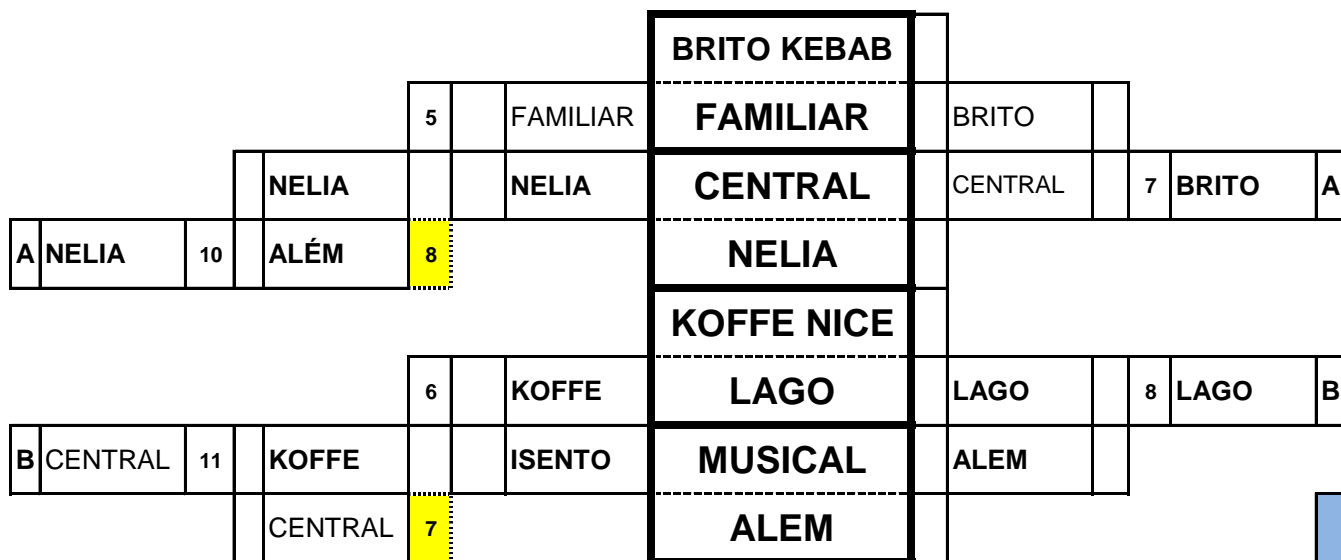 BRITO KEBAB
5 FAMILIAR FAMILIAR BRITO
NELIA NELIA CENTRAL CENTRAL 7 BRITO A
A NELIA 10 ALÉM 8 NELIA
KOFFE NICE
6 KOFFE LAGO LAGO 8 LAGO B
B CENTRAL 11 KOFFE ISENTO MUSICAL ALEM
CENTRAL 7 ALEM